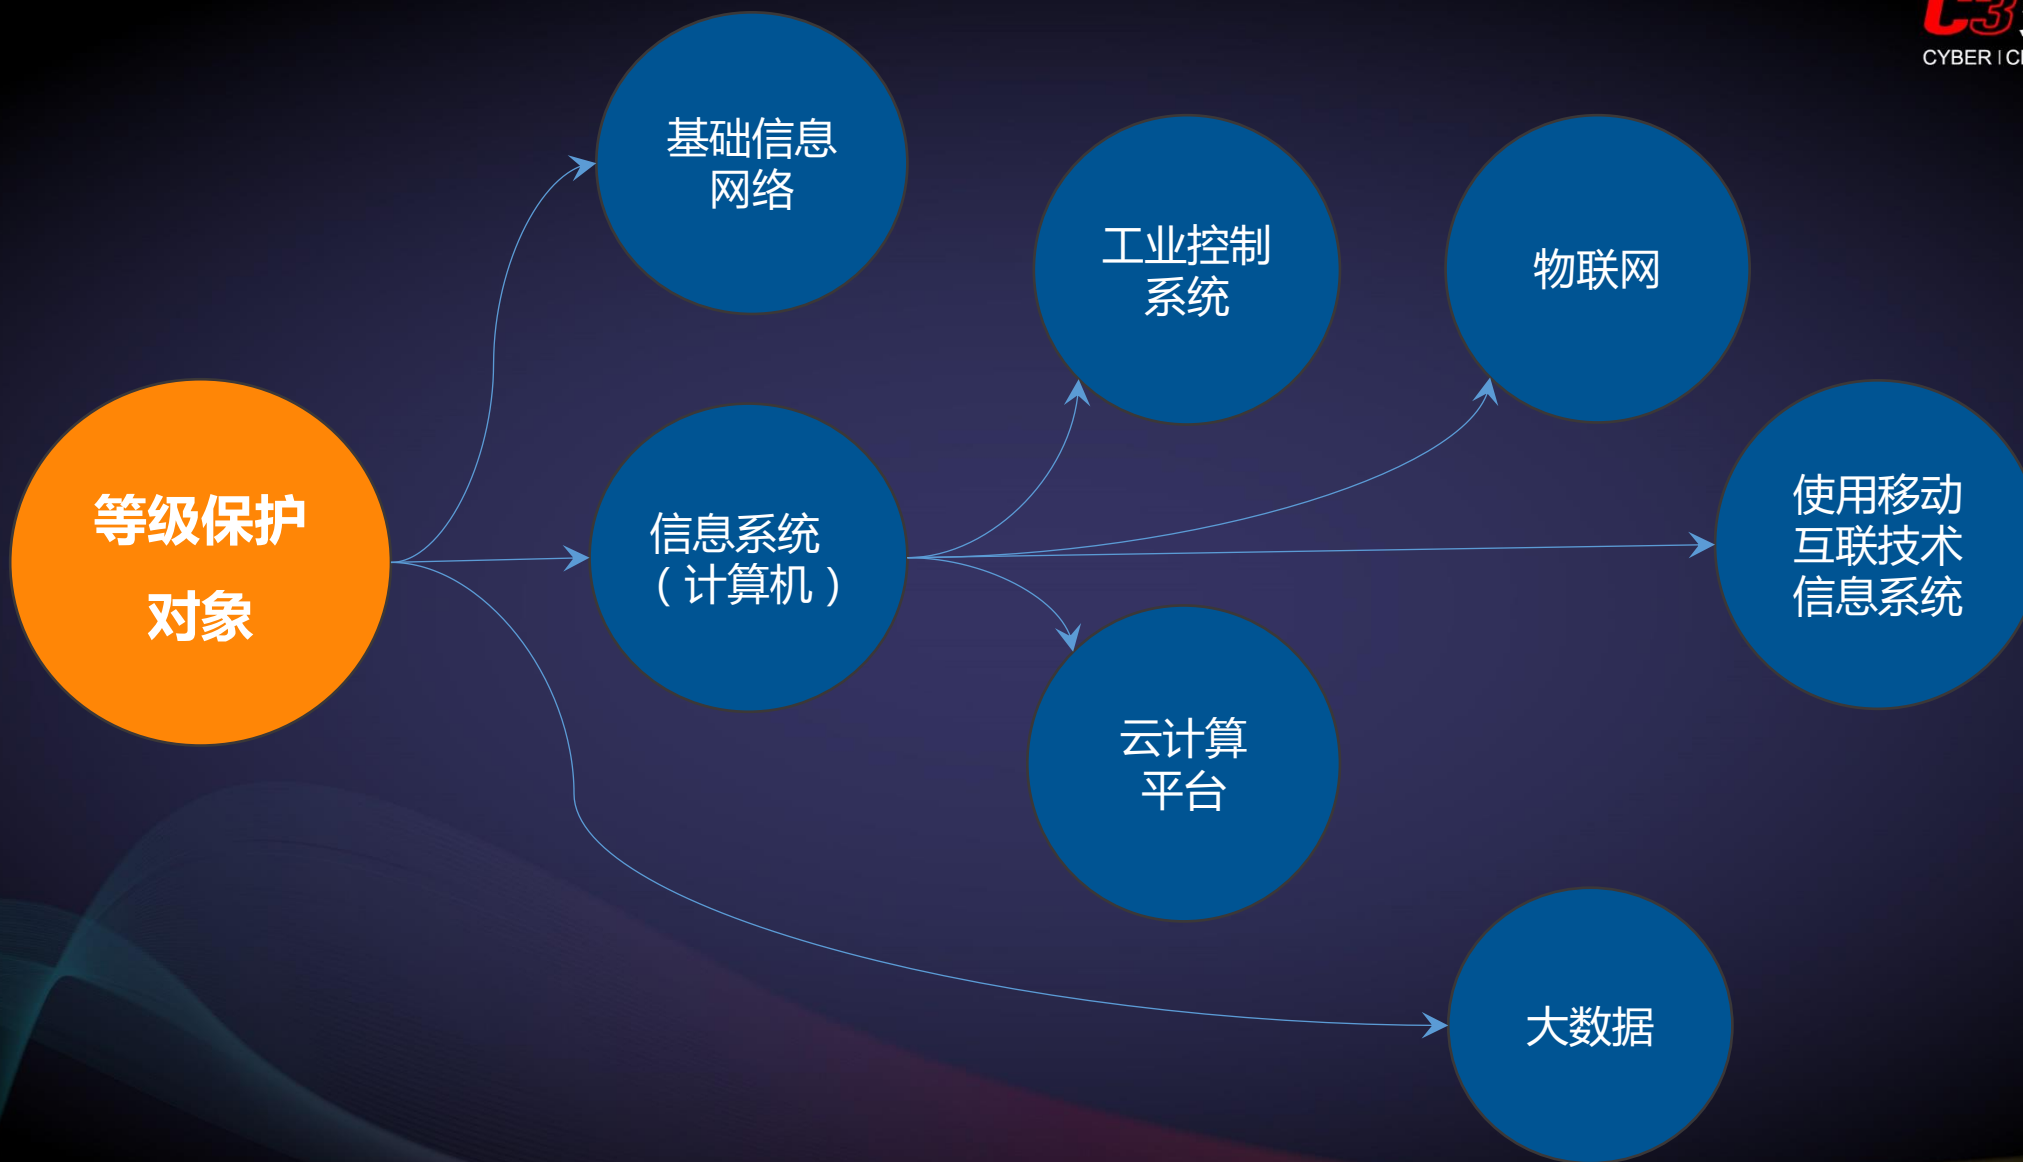 C3
CYBER | C
基础信息
网络
工业控制
系统
物联网
等级保护
对象
信息系统
（计算机）
使用移动
互联技术
信息系统
云计算
平台
大数据